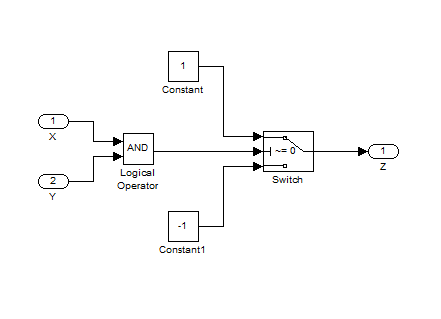 1
Constant
1
X
AND
~= 0
1
Z
2
Y
Logical
Operator
Switch
-1
Constant1